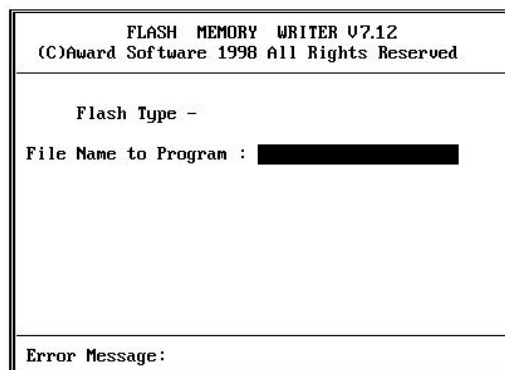 FLASH MEMORY WRITER V7.12
(C)Award Software 1998 All Rights Reserved
Flash Type -
File Name to Program :
Error Message: